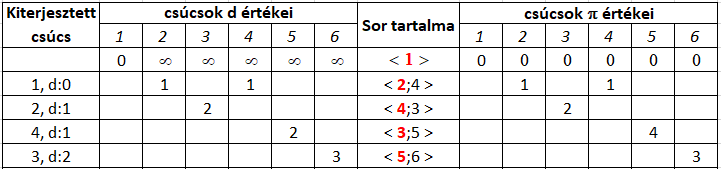 Kiterjesztett csúcs csúcsok d értékei Sor tartalma csúcsok π értékei
1 2 3 4 5 6 1 2 3 4 5 6
0 ∞ ∞ ∞ ∞ ∞ < 1 > 0 0 0 0 0 0
1, d:0 1 1 < 2;4 > 1 1
2, d:1 2 < 4;3 > 2
4, d:1 2 < 3;5 > 4
3, d:2 3 < 5;6 > 3